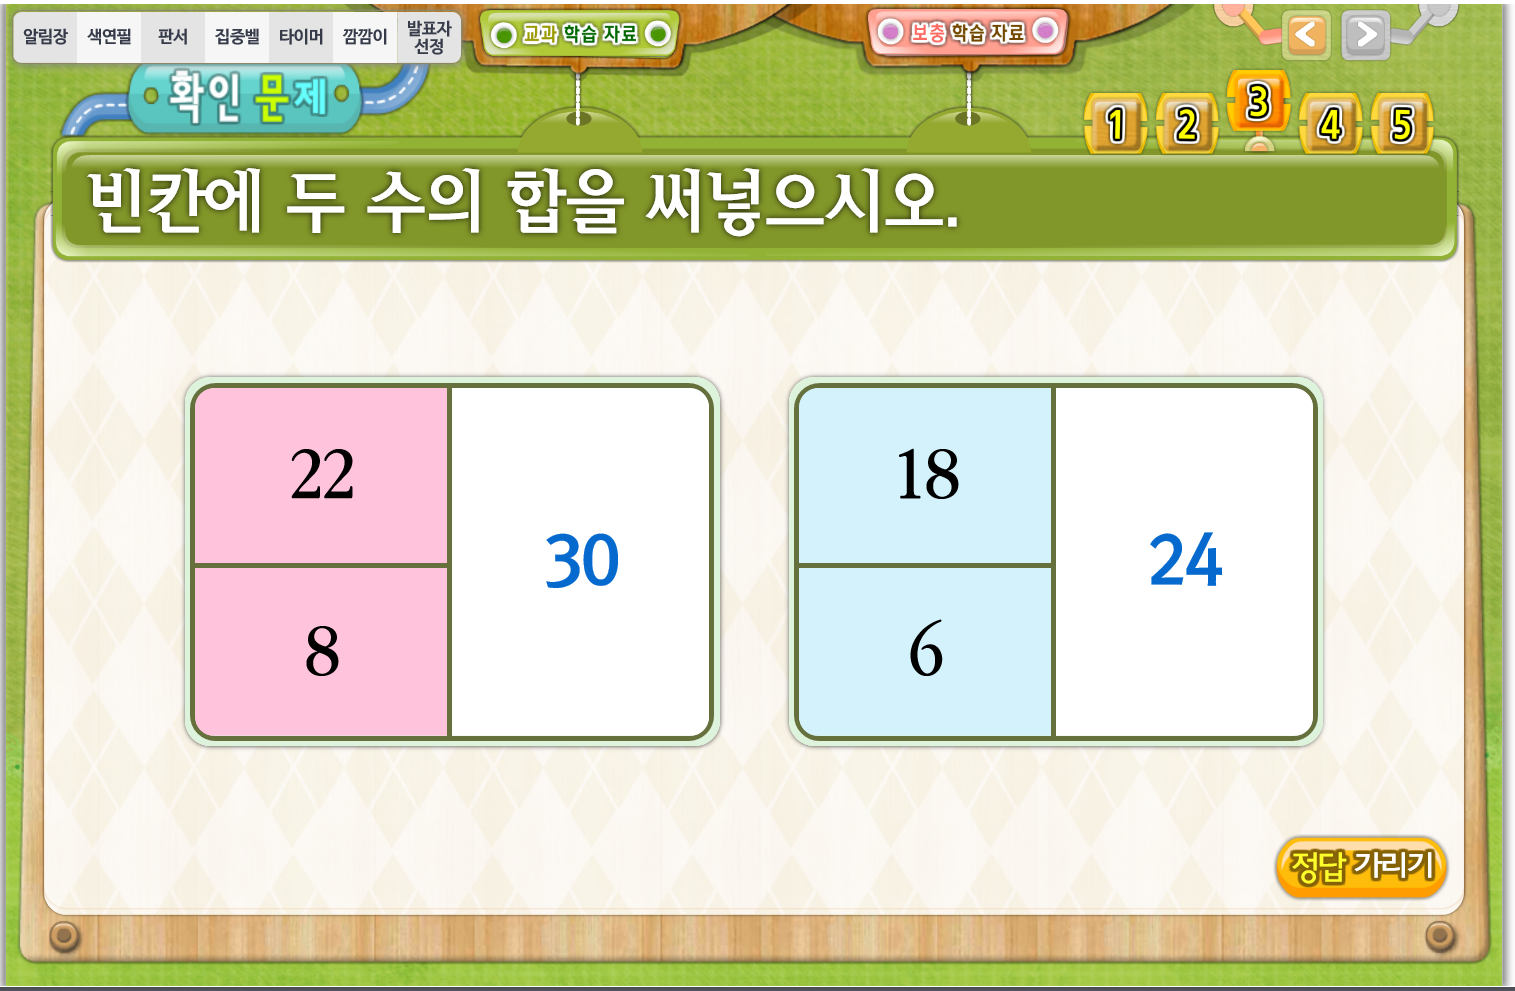 알림장 색연필 판서 집중벨 타이머 깜깜이 발표자 선정
교과 학습 자료
보충 학습 자료
확인 문제
1 2 3 4 5
빈칸에 두 수의 합을 써넣으시오.
22
8
30
18
6
24
정답 가리기